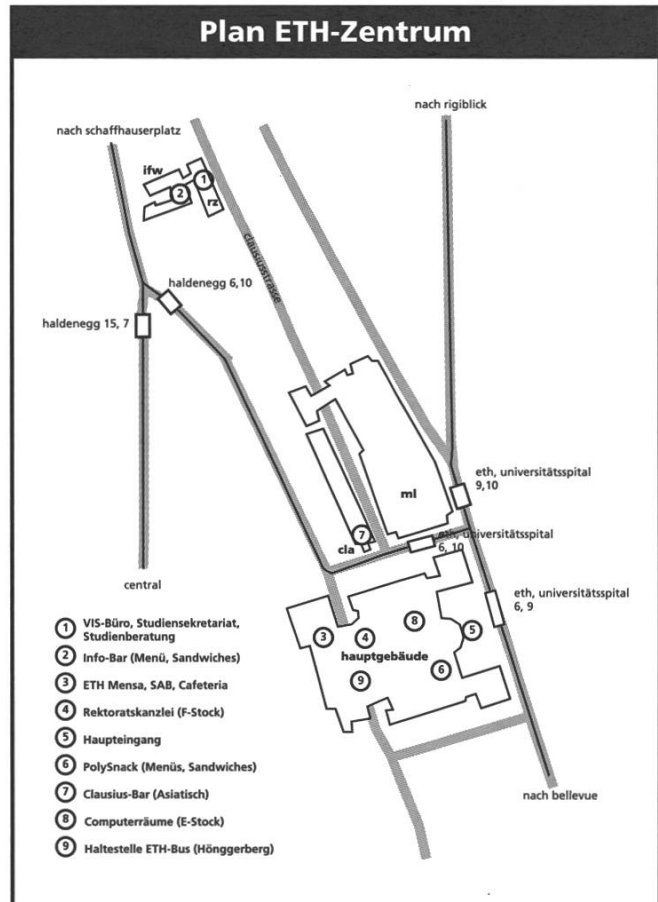 Plan ETH-Zentrum
nach rigiblick
nach schaffhauserplatz
ifw
1
2
rz
clausiusstrasse
haldenegg 6,10
haldenegg 15, 7
eth, universitätsspital
9,10
ml
7
eth, universitätsspital
6, 10
cla
central
eth, universitätsspital
6, 9
8
3
4
5
hauptgebäude
6
9
nach bellevue
1 VIS-Büro, Studiensekretariat,
Studienberatung
2 Info-Bar (Menü, Sandwiches)
3 ETH Mensa, SAB, Cafeteria
4 Rektoratskanzlei (F-Stock)
5 Haupteingang
6 PolySnack (Menüs, Sandwiches)
7 Clausius-Bar (Asiatisch)
8 Computerräume (E-Stock)
9 Haltestelle ETH-Bus (Hönggerberg)